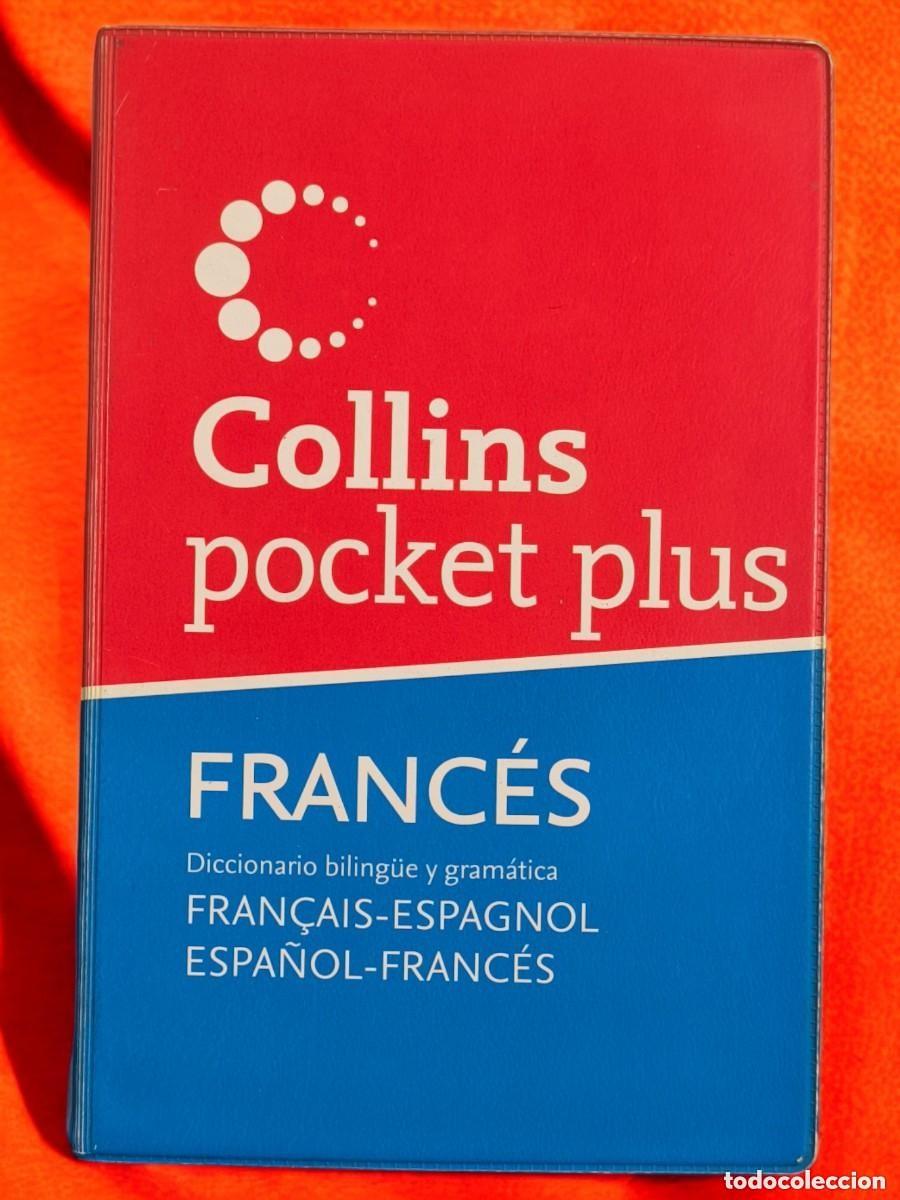 Collins
pocket plus
FRANCÉS
Diccionario bilingüe y gramática
FRANÇAIS-ESPAGNOL
ESPAÑOL-FRANCÉS
todocoleccion